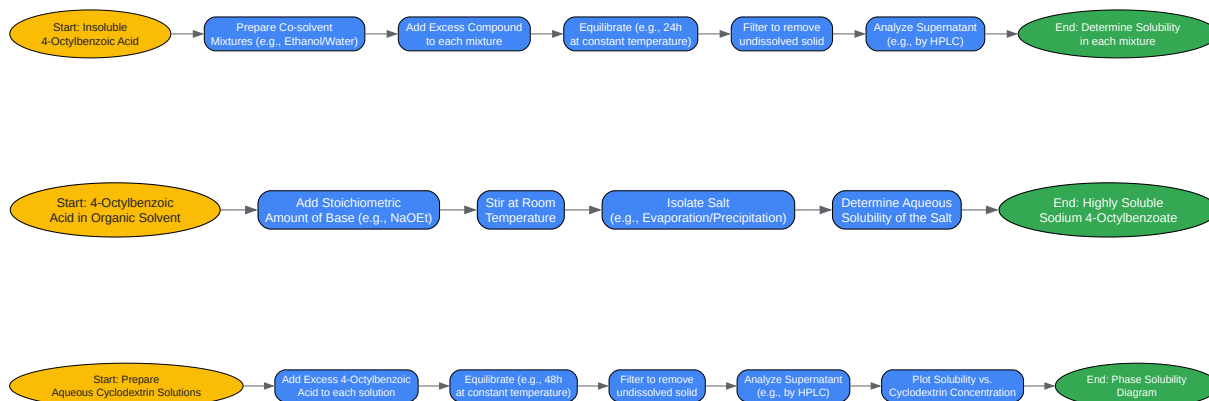 Start: Insoluble
4-Octylbenzoic Acid
Prepare Co-solvent
Mixtures (e.g., Ethanol/Water)
Add Excess Compound
to each mixture
Equilibrate (e.g., 24h
at constant temperature)
Filter to remove
undissolved solid
Analyze Supernatant
(e.g., by HPLC)
End: Determine Solubility
in each mixture
Start: 4-Octylbenzoic
Acid in Organic Solvent
Add Stoichiometric
Amount of Base (e.g., NaOEt)
Stir at Room
Temperature
Isolate Salt
(e.g., Evaporation/Precipitation)
Determine Aqueous
Solubility of the Salt
End: Highly Soluble
Sodium 4-Octylbenzoate
Start: Prepare
Aqueous Cyclodextrin Solutions
Add Excess 4-Octylbenzoic
Acid to each solution
Equilibrate (e.g., 48h
at constant temperature)
Filter to remove
undissolved solid
Analyze Supernatant
(e.g., by HPLC)
Plot Solubility vs.
Cyclodextrin Concentration
End: Phase Solubility
Diagram